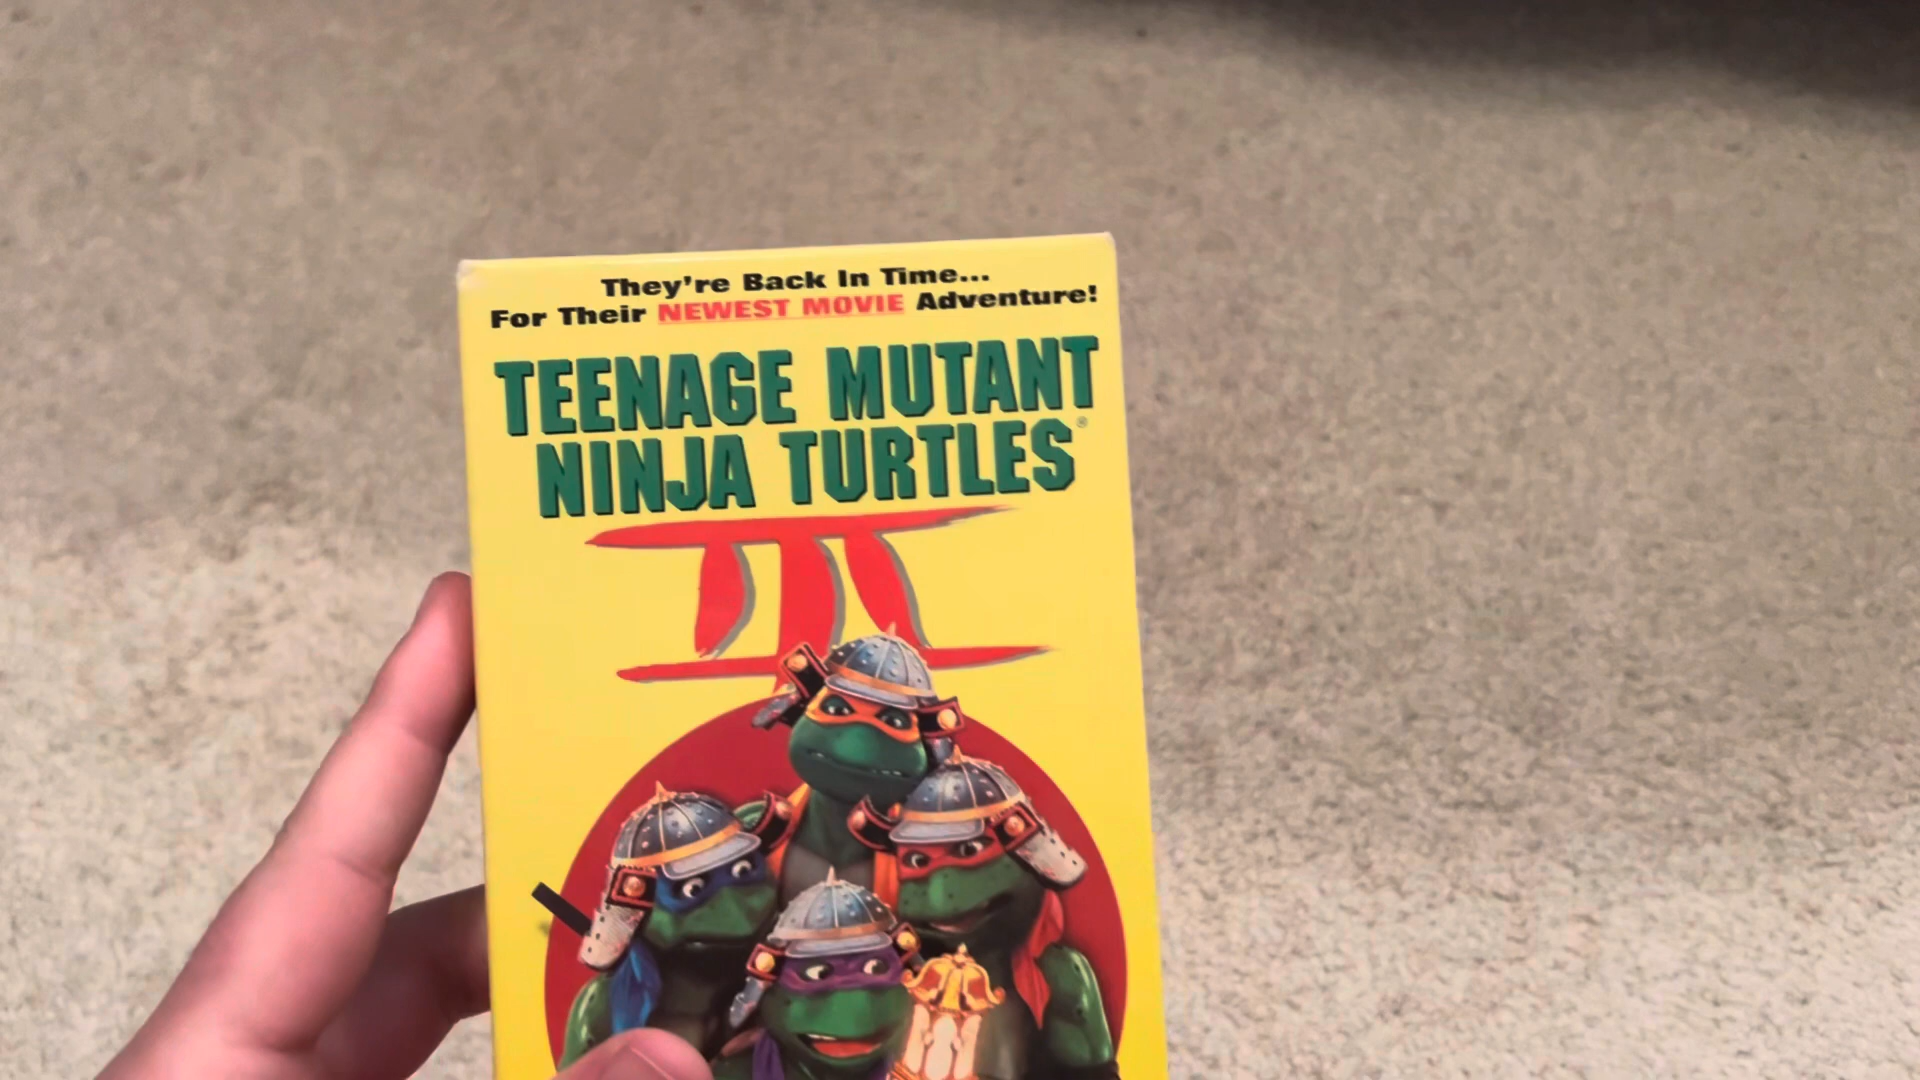 They're Back In Time...
For Their NEWEST MOVIE Adventure!
TEENAGE MUTANT
NINJA TURTLES®
III